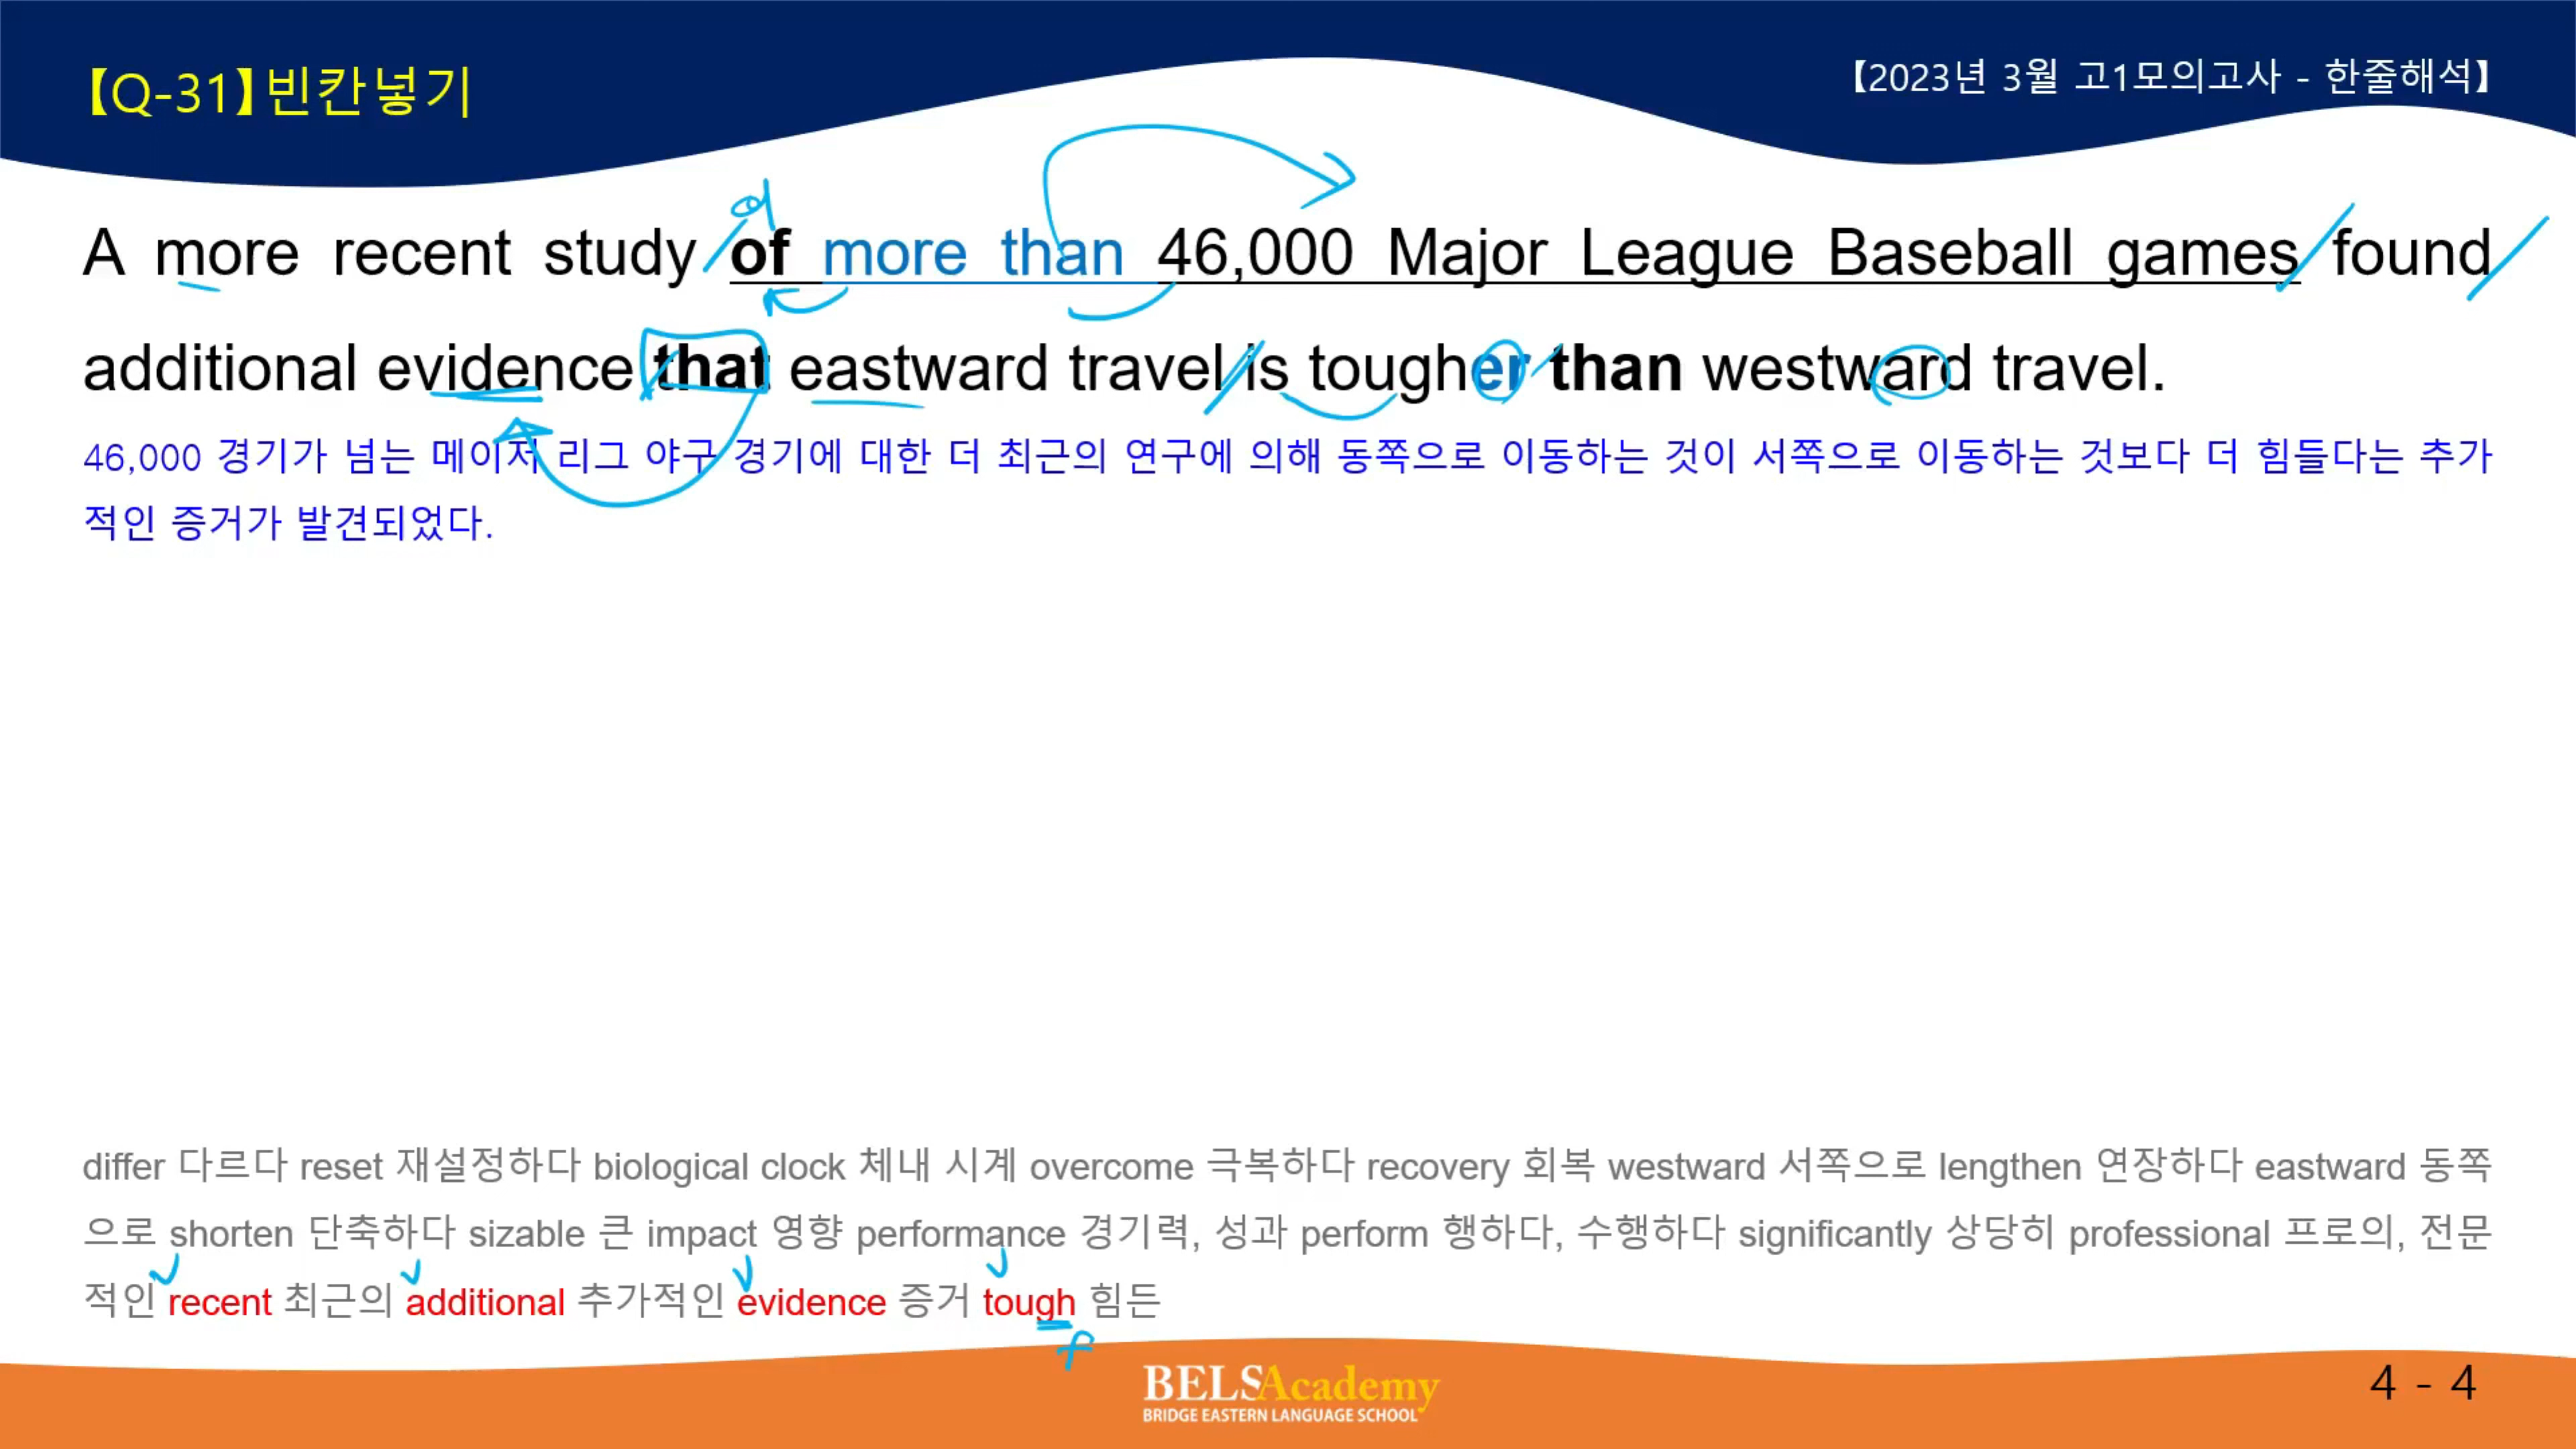 【Q-31】빈칸넣기
【2023년 3월 고1모의고사 - 한줄해석】
A more recent study of more than 46,000 Major League Baseball games found
additional evidence that eastward travel is tougher than westward travel.
46,000 경기가 넘는 메이저 리그 야구 경기에 대한 더 최근의 연구에 의해 동쪽으로 이동하는 것이 서쪽으로 이동하는 것보다 더 힘들다는 추가
적인 증거가 발견되었다.
differ 다르다 reset 재설정하다 biological clock 체내 시계 overcome 극복하다 recovery 회복 westward 서쪽으로 lengthen 연장하다 eastward 동쪽
으로 shorten 단축하다 sizable 큰 impact 영향 performance 경기력, 성과 perform 행하다, 수행하다 significantly 상당히 professional 프로의, 전문
적인 recent 최근의 additional 추가적인 evidence 증거 tough 힘든
f
BELSAcademy
BRIDGE EASTERN LANGUAGE SCHOOL
4 - 4